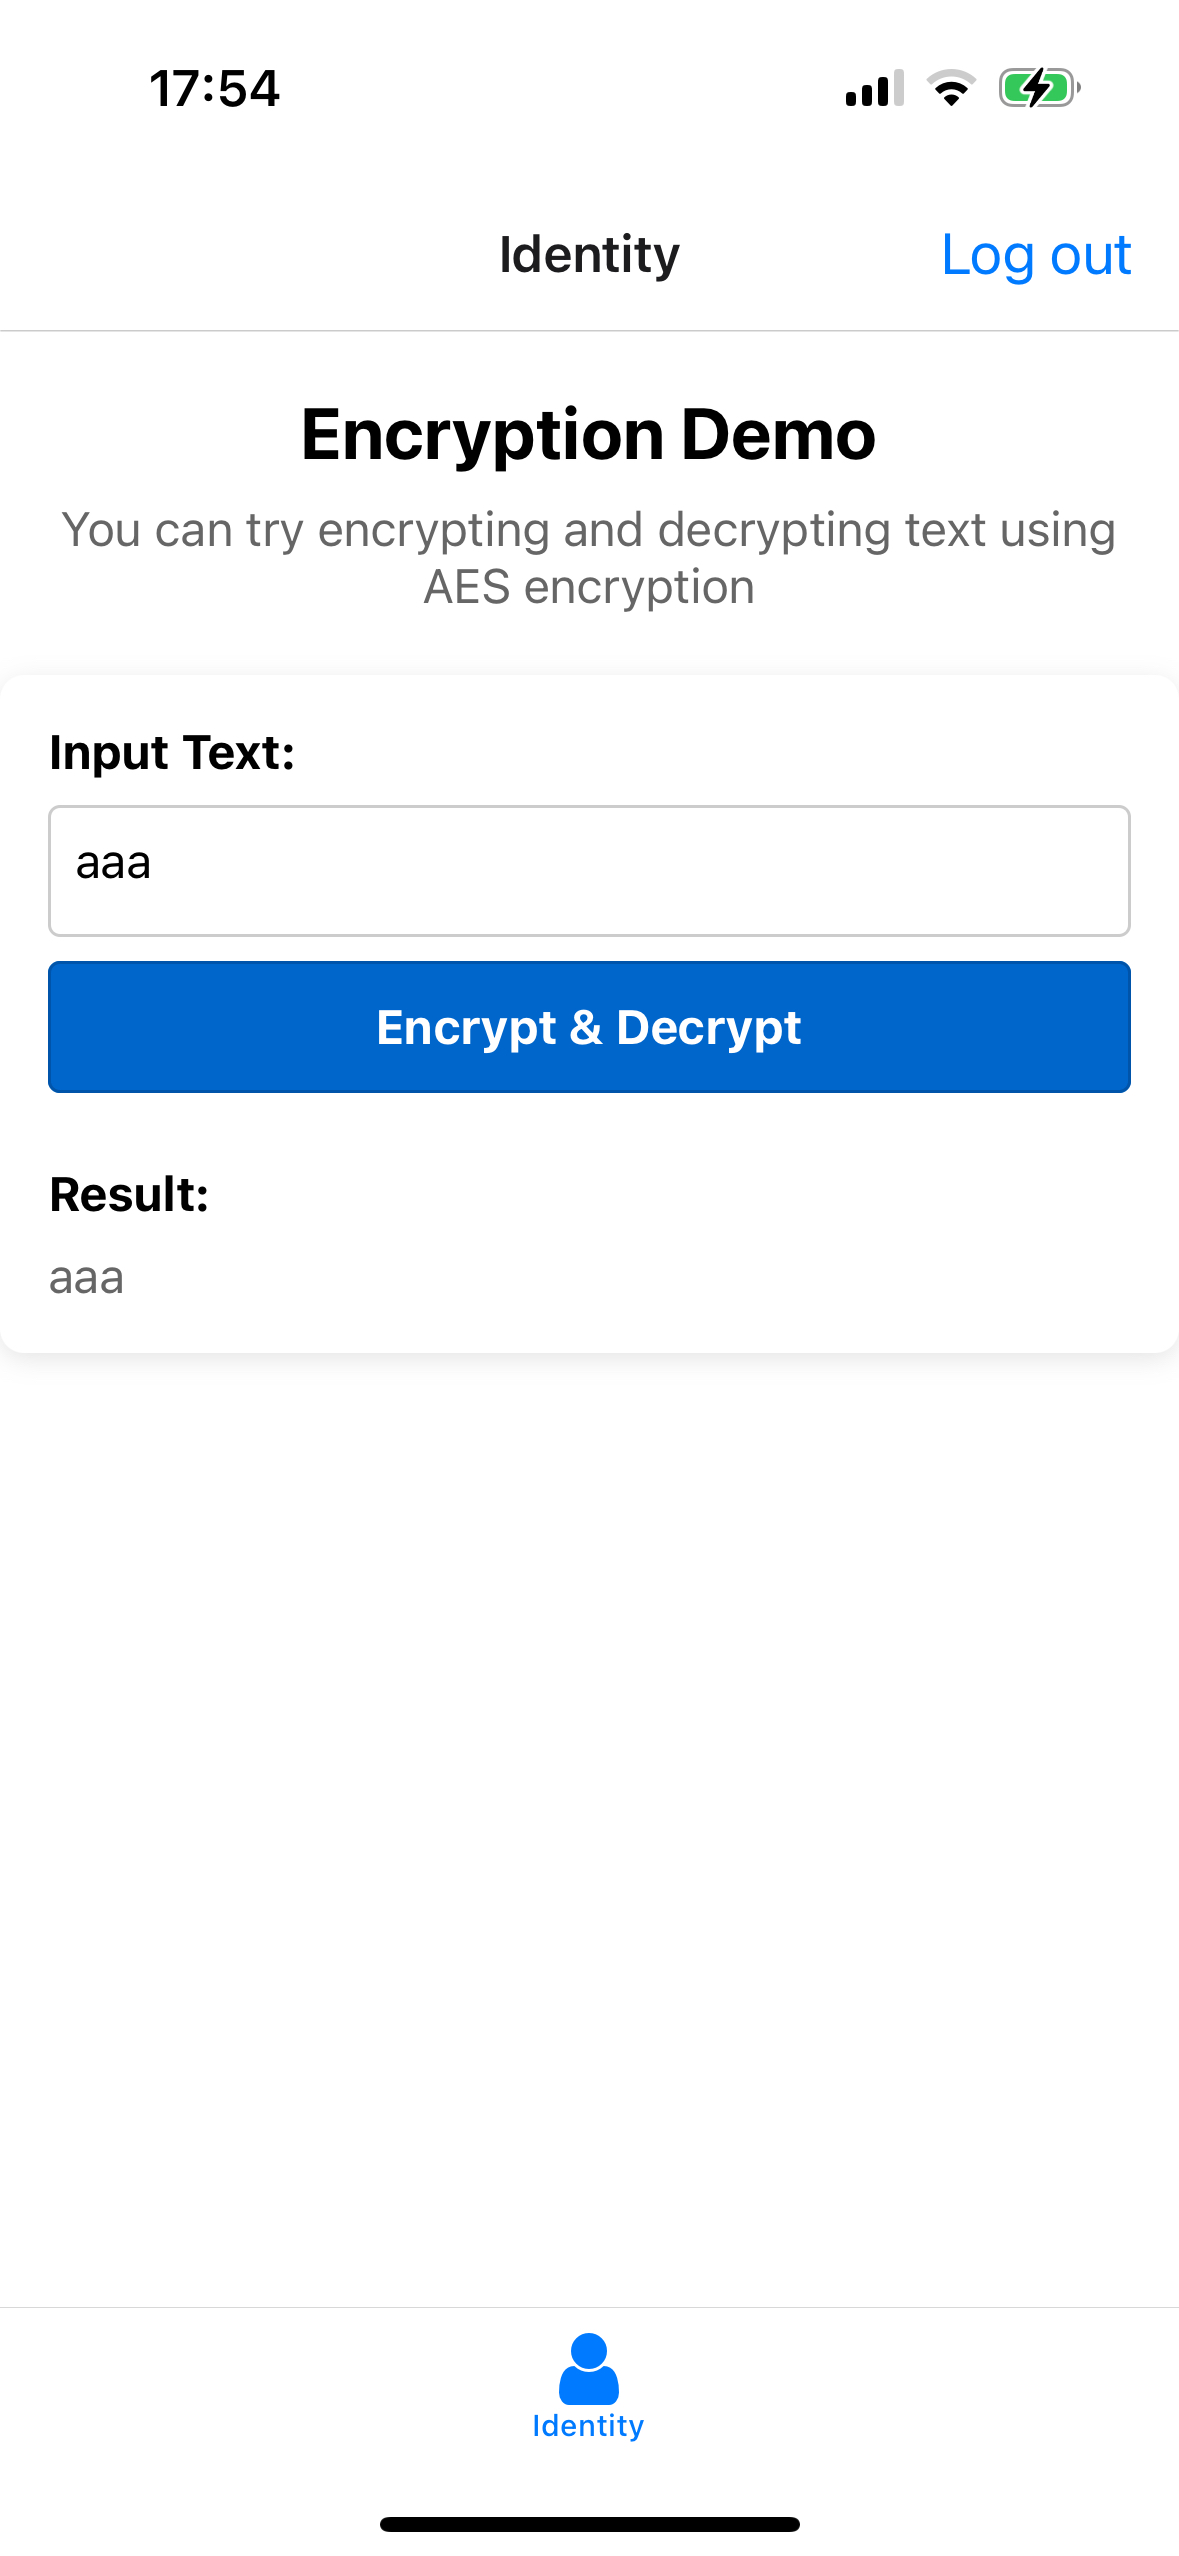 17:54
Identity
Log out
Encryption Demo
You can try encrypting and decrypting text using
AES encryption
Input Text:
aaa
Encrypt & Decrypt
Result:
aaa
Identity